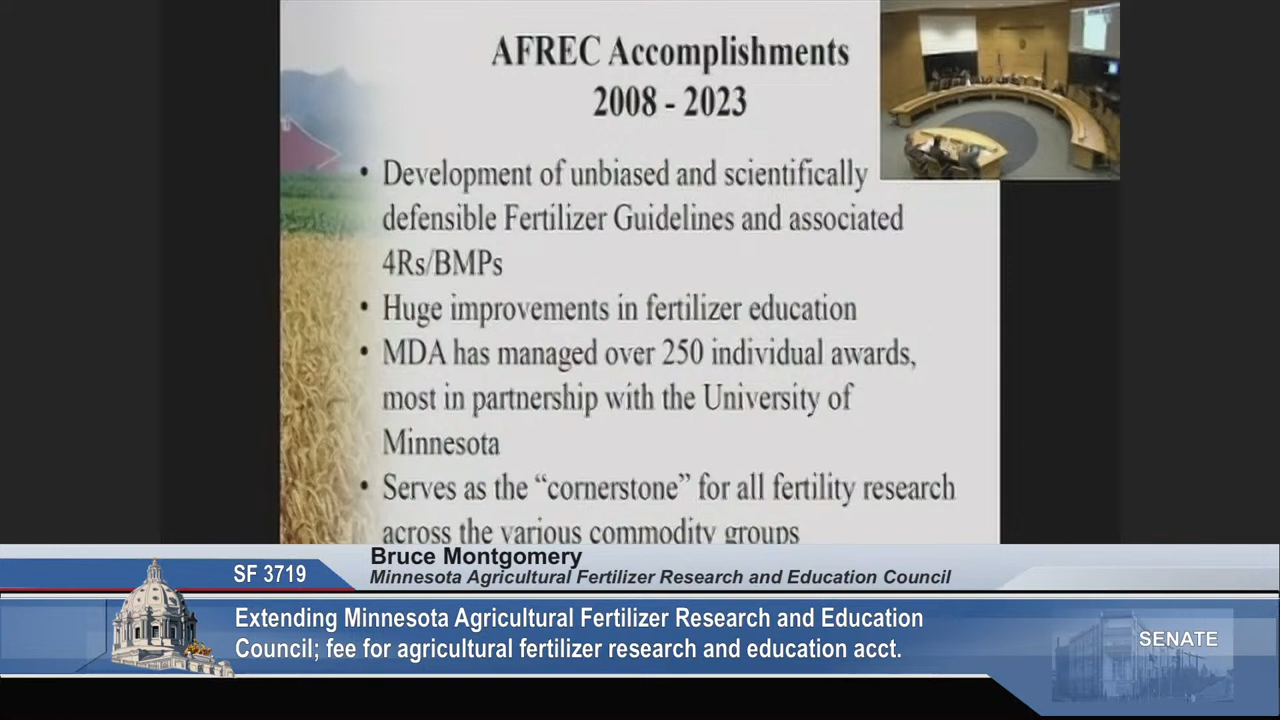 AFREC Accomplishments
2008 - 2023
• Development of unbiased and scientifically
defensible Fertilizer Guidelines and associated
4Rs/BMPs
• Huge improvements in fertilizer education
• MDA has managed over 250 individual awards,
most in partnership with the University of
Minnesota
• Serves as the “cornerstone” for all fertility research
across the various commodity groups
Bruce Montgomery
Minnesota Agricultural Fertilizer Research and Education Council
SF 3719
Extending Minnesota Agricultural Fertilizer Research and Education
Council; fee for agricultural fertilizer research and education acct.
SENATE